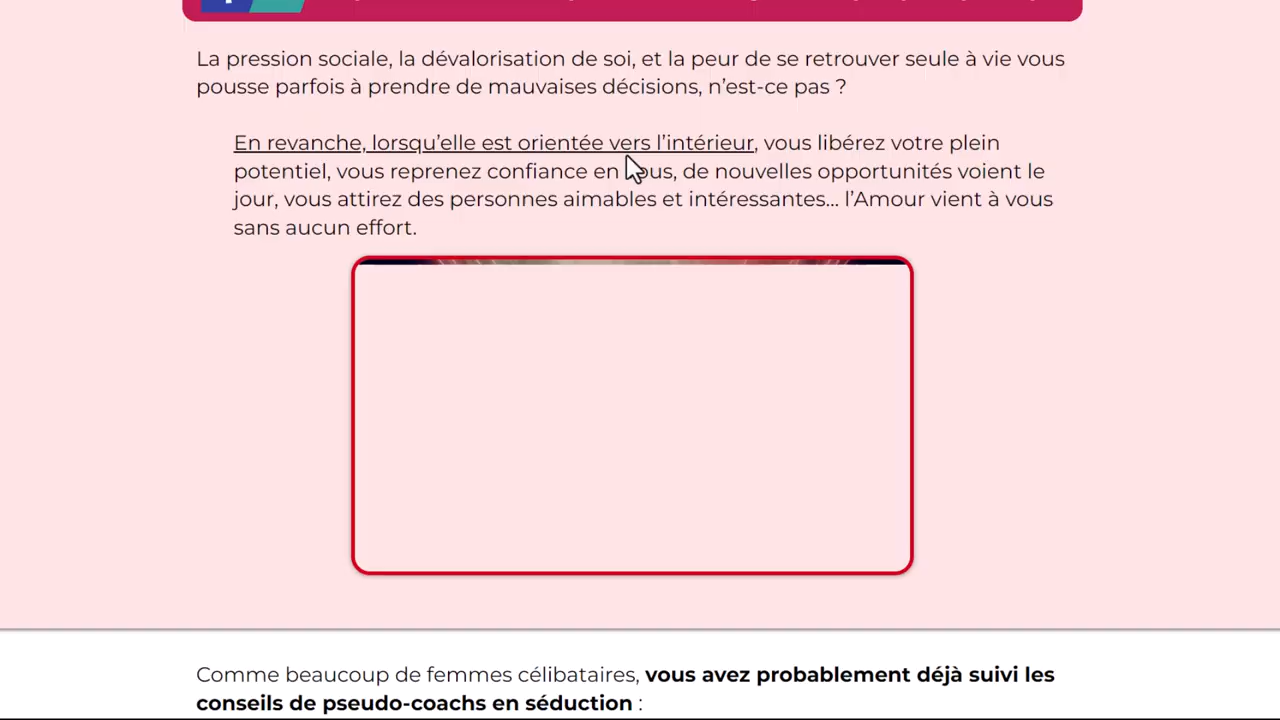 La pression sociale, la dévalorisation de soi, et la peur de se retrouver seule à vie vous
pousse parfois à prendre de mauvaises décisions, n’est-ce pas ?
En revanche, lorsqu’elle est orientée vers l’intérieur, vous libérez votre plein
potentiel, vous reprenez confiance en vous, de nouvelles opportunités voient le
jour, vous attirez des personnes aimables et intéressantes... l’Amour vient à vous
sans aucun effort.
Comme beaucoup de femmes célibataires, vous avez probablement déjà suivi les
conseils de pseudo-coachs en séduction :